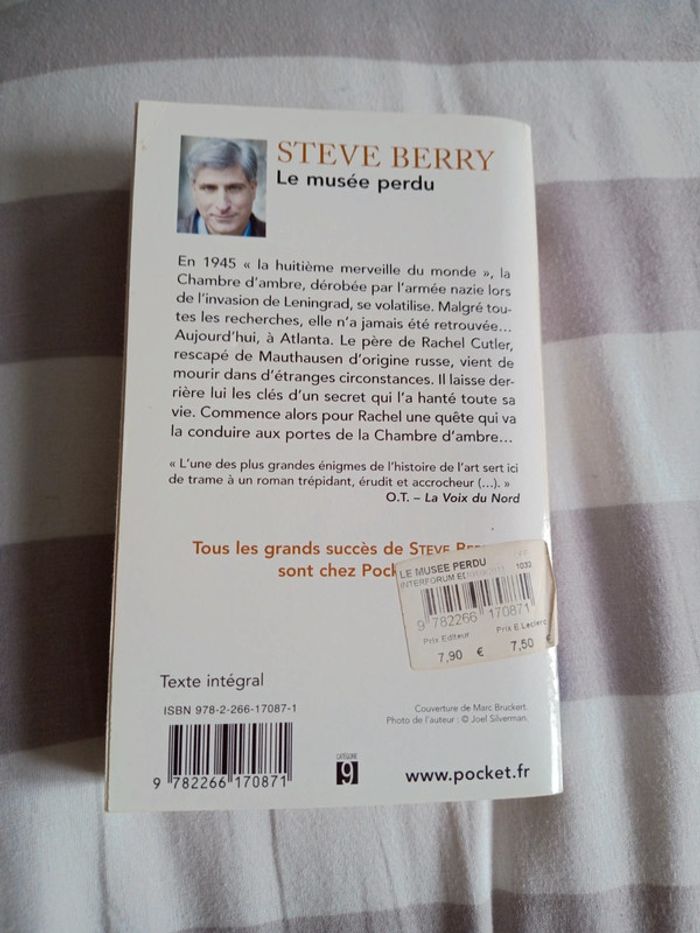 STEVE BERRY
Le musée perdu
En 1945 « la huitième merveille du monde », la
Chambre d'ambre, dérobée par l'armée nazie lors
de l'invasion de Leningrad, se volatilise. Malgré tou-
tes les recherches, elle n'a jamais été retrouvée...
Aujourd'hui, à Atlanta. Le père de Rachel Cutler,
rescapé de Mauthausen d'origine russe, vient de
mourir dans d'étranges circonstances. Il laisse der-
rière lui les clés d'un secret qui l'a hanté toute sa
vie. Commence alors pour Rachel une quête qui va
la conduire aux portes de la Chambre d'ambre...
« L'une des plus grandes énigmes de l'histoire de l'art sert ici
de trame à un roman trépidant, érudit et accrocheur (...). »
O.T. – La Voix du Nord
Tous les grands succès de STEVE
sont chez
LE MUSEE PERDU
INTERFORUM
1032
9 782266 170871
Prix Editeur Prix E.Leclerc
7,90 € 7,50 €
Texte intégral
ISBN 978-2-266-17087-1
Couverture de Marc Bruckert.
Photo de l'auteur : © Joel Silverman.
9 782266 170871
CATÉGORIE
9
www.pocket.fr